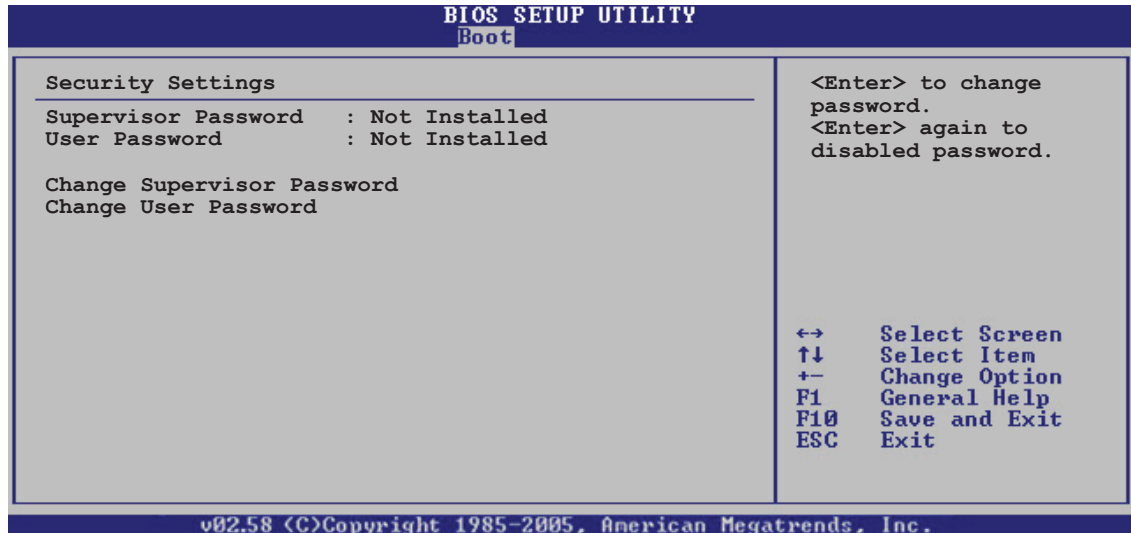 BIOS SETUP UTILITY
Boot
Security Settings
Supervisor Password : Not Installed
User Password : Not Installed
Change Supervisor Password
Change User Password
<Enter> to change
password.
<Enter> again to
disabled password.
←→ Select Screen
↑↓ Select Item
+- Change Option
F1 General Help
F10 Save and Exit
ESC Exit
v02.58 (C)Copyright 1985-2005, American Megatrends, Inc.